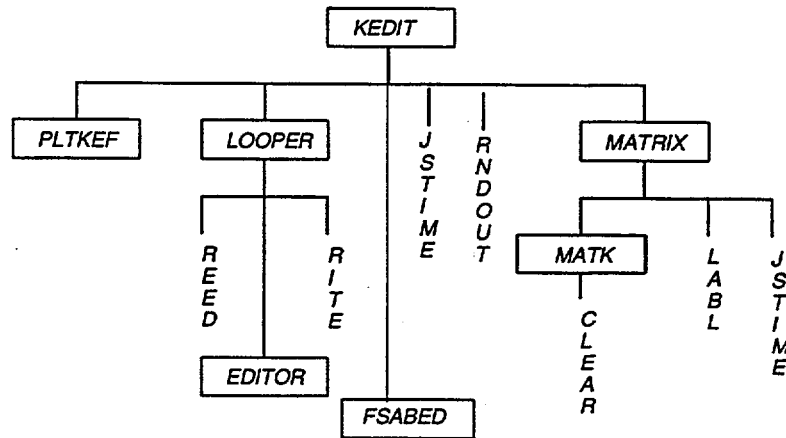 KEDIT
PLTKEF
LOOPER
JSTIME
RNDOUT
MATRIX
REED
RITE
MATK
LABL
JSTIME
CLEAR
EDITOR
FSABED